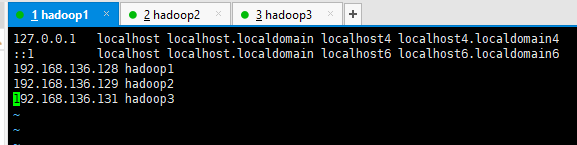 1 hadoop1 × 2 hadoop2 × 3 hadoop3 × +
127.0.0.1 localhost localhost.localdomain localhost4 localhost4.localdomain4
::1 localhost localhost.localdomain localhost6 localhost6.localdomain6
192.168.136.128 hadoop1
192.168.136.129 hadoop2
192.168.136.131 hadoop3
~
~
~